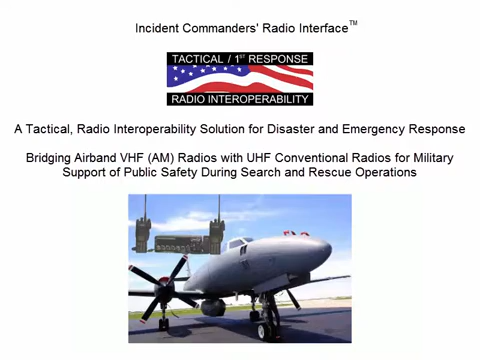 Incident Commanders' Radio Interface™
TACTICAL / 1ST RESPONSE
RADIO INTEROPERABILITY
A Tactical, Radio Interoperability Solution for Disaster and Emergency Response
Bridging Airband VHF (AM) Radios with UHF Conventional Radios for Military
Support of Public Safety During Search and Rescue Operations